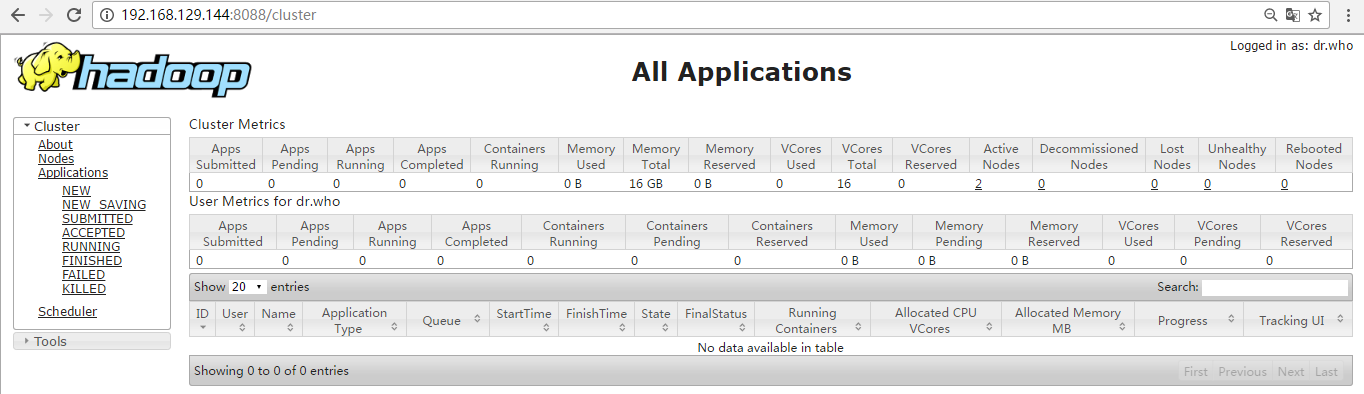 192.168.129.144:8088/cluster
Logged in as: dr.who
hadoop
All Applications
Cluster
About
Nodes
Applications
NEW
NEW_SAVING
SUBMITTED
ACCEPTED
RUNNING
FINISHED
FAILED
KILLED
Scheduler
Tools
Cluster Metrics
Apps Submitted Apps Pending Apps Running Apps Completed Containers Running Memory Used Memory Total Memory Reserved VCores Used VCores Total VCores Reserved Active Nodes Decommissioned Nodes Lost Nodes Unhealthy Nodes Rebooted Nodes
0 0 0 0 0 0 B 16 GB 0 B 0 16 0 2 0 0 0 0
User Metrics for dr.who
Apps Submitted Apps Pending Apps Running Apps Completed Containers Running Containers Pending Containers Reserved Memory Used Memory Pending Memory Reserved VCores Used VCores Pending VCores Reserved
0 0 0 0 0 0 0 0 B 0 B 0 B 0 0 0
Show 20 entries Search:
ID User Name Application Type Queue StartTime FinishTime State FinalStatus Running Containers Allocated CPU VCores Allocated Memory MB Progress Tracking UI
No data available in table
Showing 0 to 0 of 0 entries First Previous Next Last